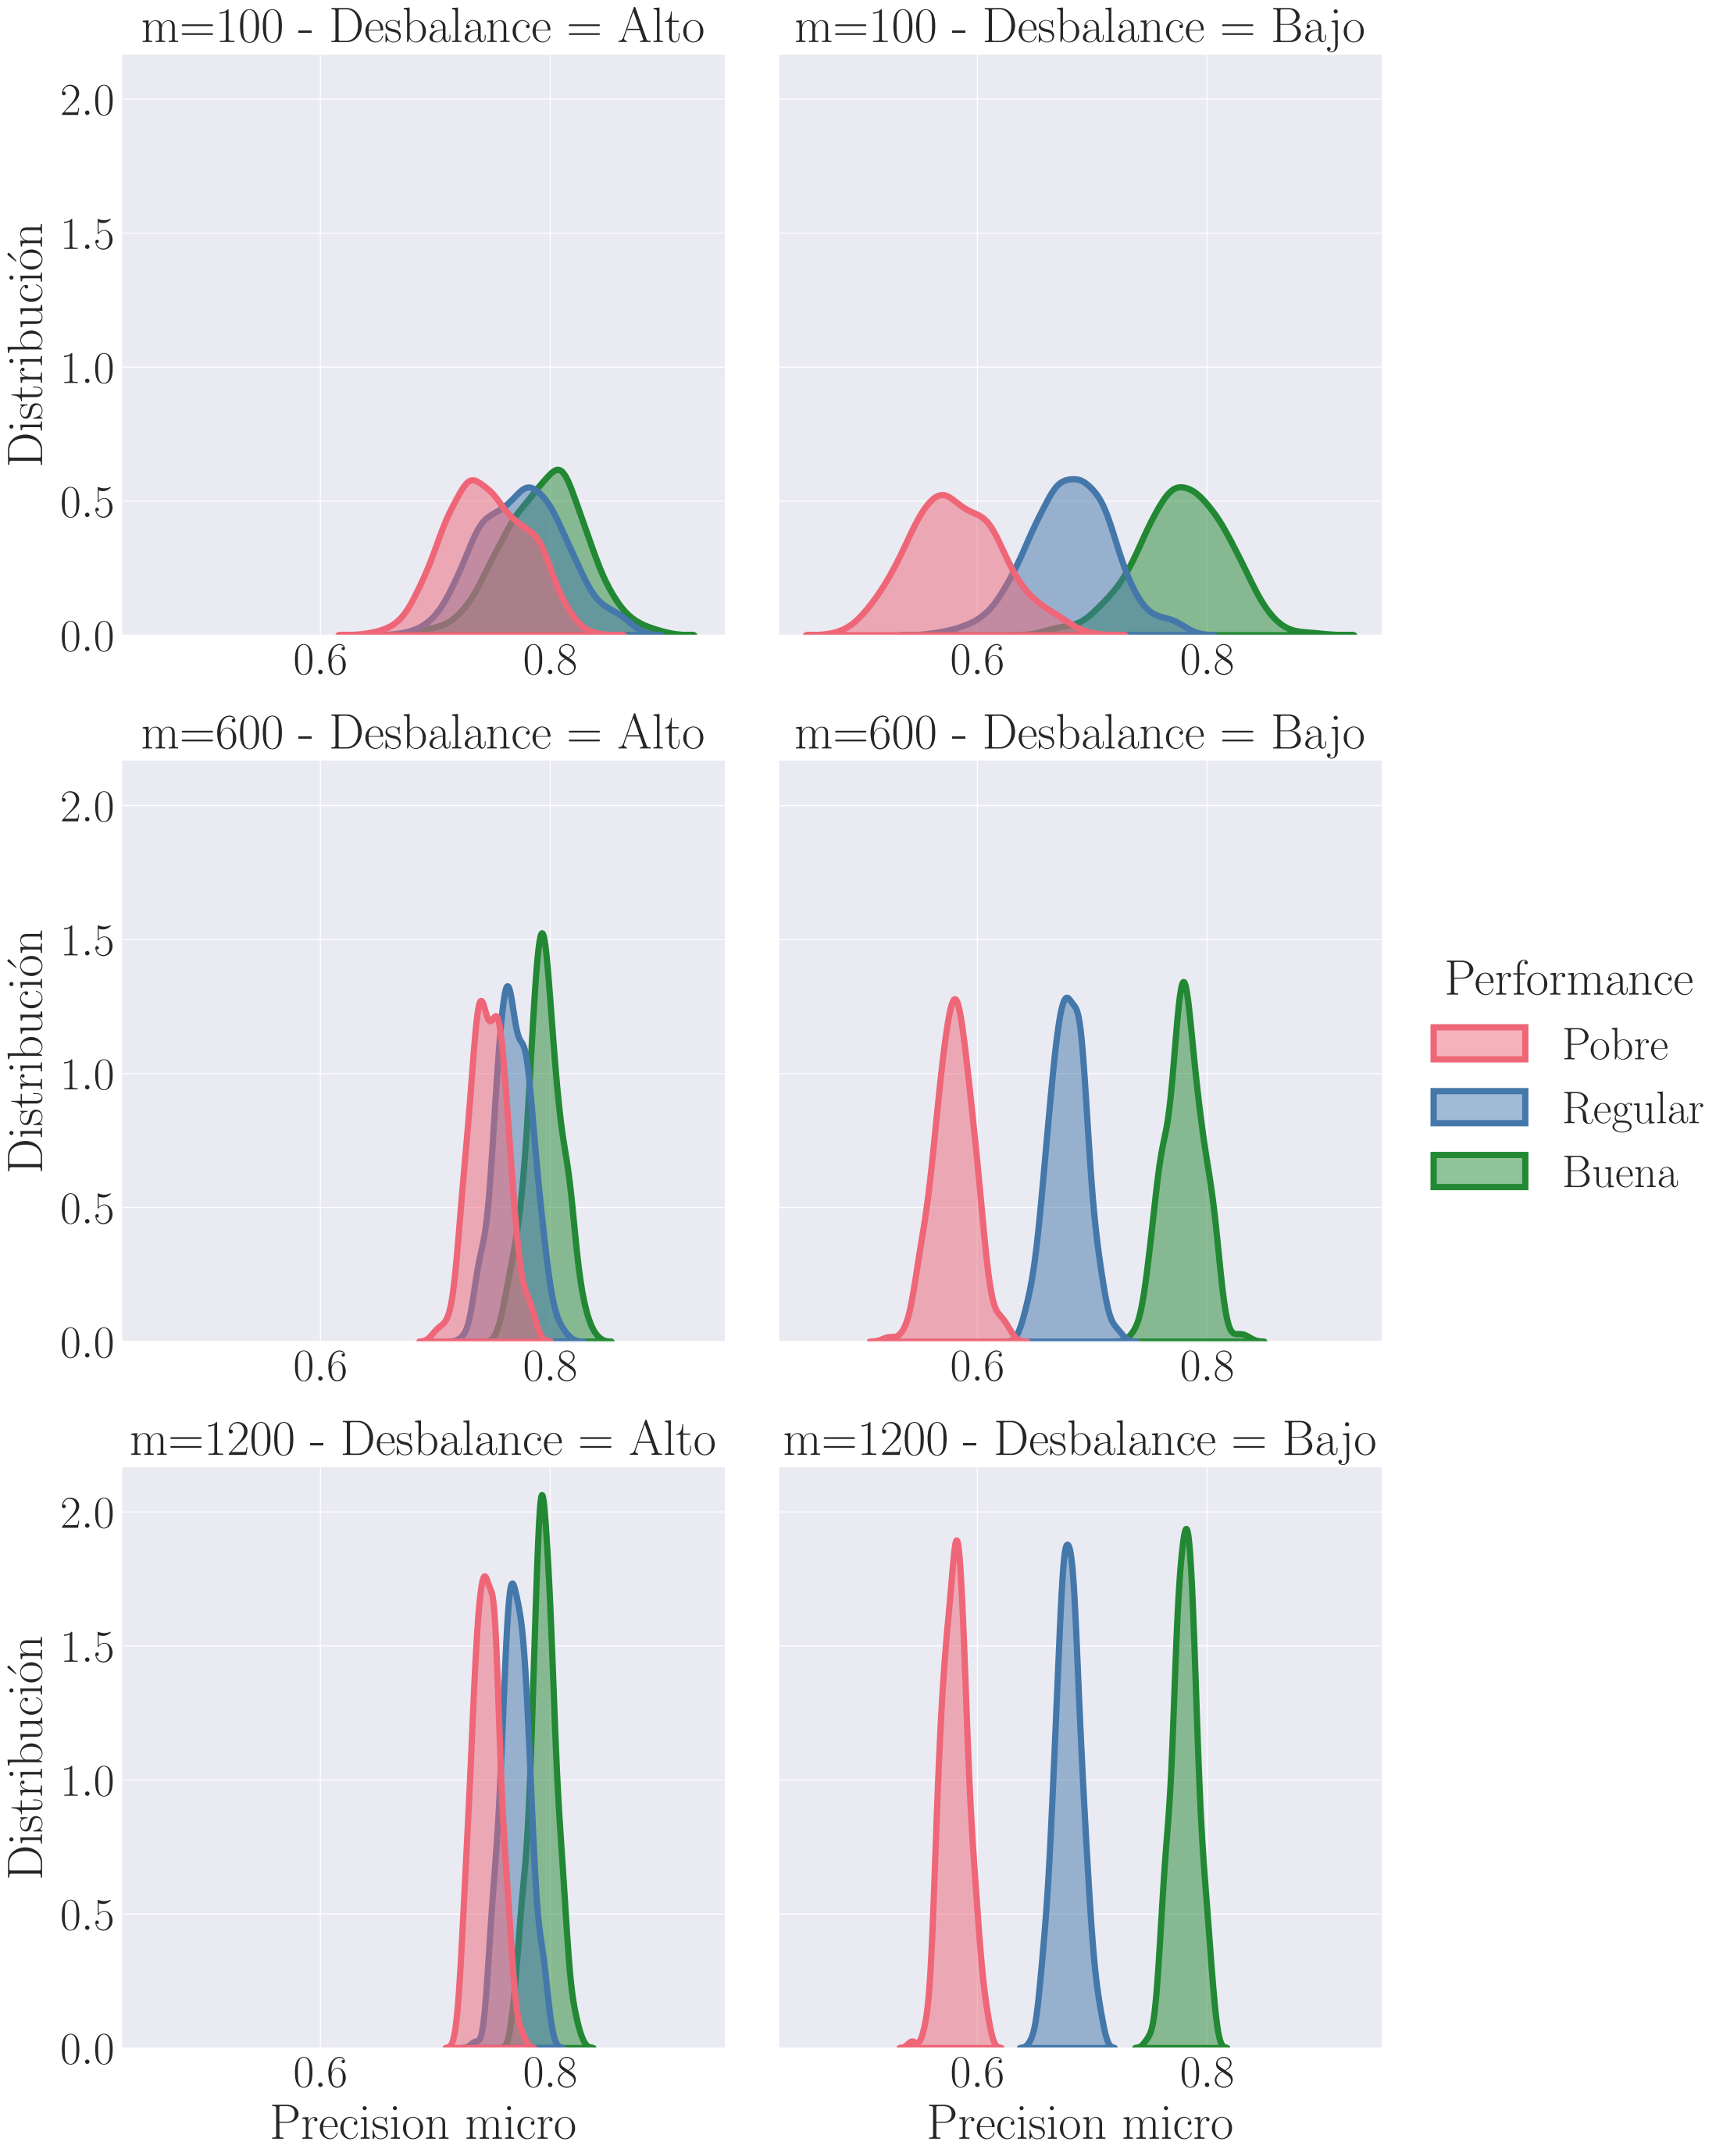 m=100 - Desbalance = Alto
m=100 - Desbalance = Bajo
Distribución
2.0
1.5
1.0
0.5
0.0
0.6
0.8
0.6
0.8
m=600 - Desbalance = Alto
m=600 - Desbalance = Bajo
Distribución
2.0
1.5
1.0
0.5
0.0
0.6
0.8
0.6
0.8
Performance
Pobre
Regular
Buena
m=1200 - Desbalance = Alto
m=1200 - Desbalance = Bajo
Distribución
2.0
1.5
1.0
0.5
0.0
0.6
0.8
0.6
0.8
Precision micro
Precision micro